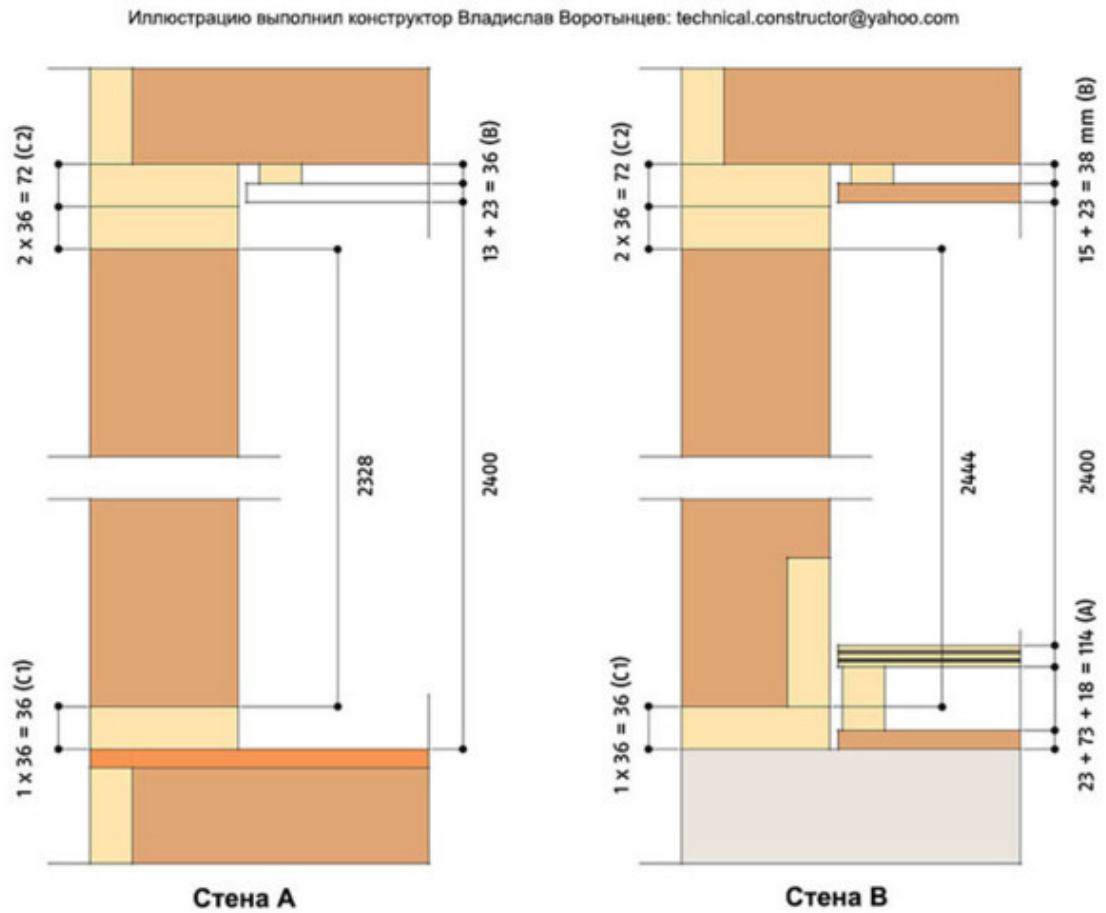 Иллюстрацию выполнил конструктор Владислав Воротынцев: technical.constructor@yahoo.com
2 x 36 = 72 (C2)
13 + 23 = 36 (B)
2328
2400
1 x 36 = 36 (C1)
Стена A
2 x 36 = 72 (C2)
15 + 23 = 38 mm (B)
2444
2400
1 x 36 = 36 (C1)
23 + 73 + 18 = 114 (A)
Стена B